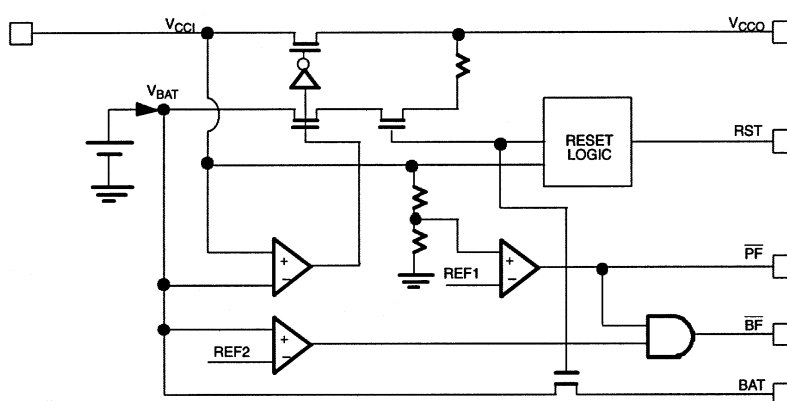 VCCI
VCCO
VBAT
RESET
LOGIC
RST
+
−
REF1
+
−
PF
+
REF2
−
BF
BAT